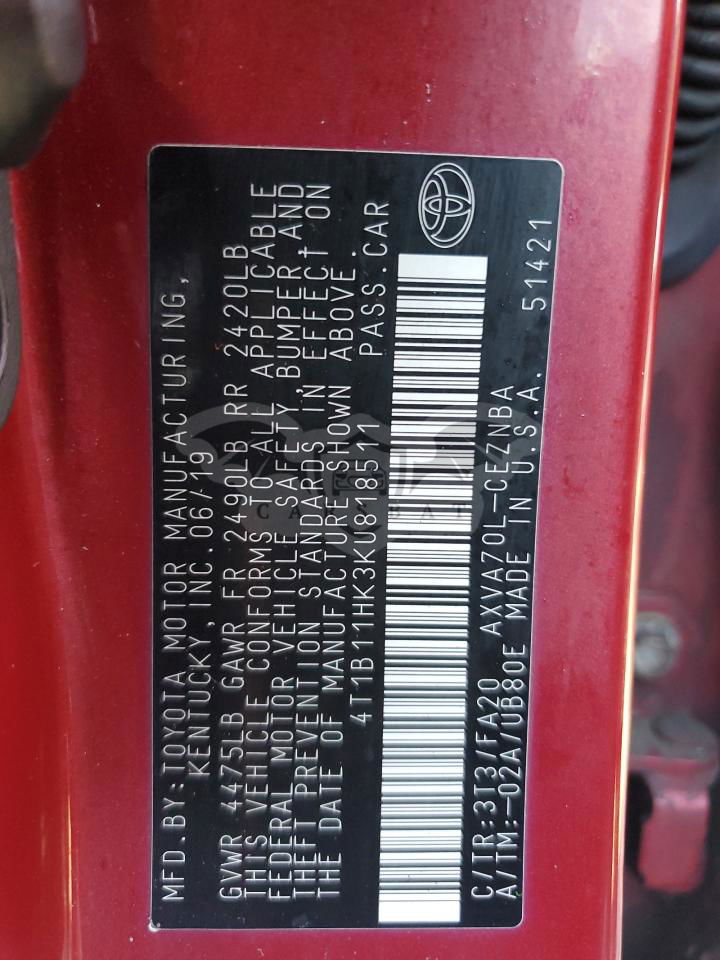 MFD.BY:TOYOTA MOTOR MANUFACTURING,
KENTUCKY, INC.06/19
GVWR 4475LB GAWR FR 2490LB RR 2420LB
THIS VEHICLE CONFORMS TO ALL APPLICABLE
FEDERAL MOTOR VEHICLE SAFETY, BUMPER, AND
THEFT PREVENTION STANDARDS IN EFFECT ON
THE DATE OF MANUFACTURE SHOWN ABOVE.
4T1B11HK3KU818511 PASS.CAR
C/TR:3T3/FA20 AXVA70L-CEZNBA
A/TM:-02A/UB80E MADE IN U.S.A. 51421